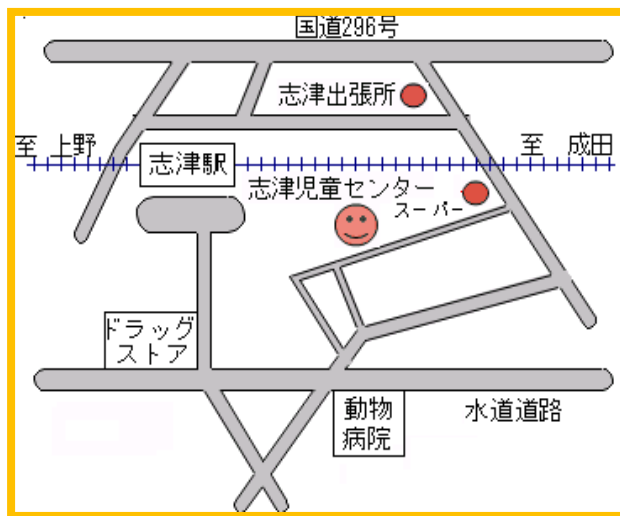 国道296号
志津出張所
至 上野
至 成田
志津駅
志津児童センター
スーパー
ドラッグ
ストア
動物
病院
水道道路